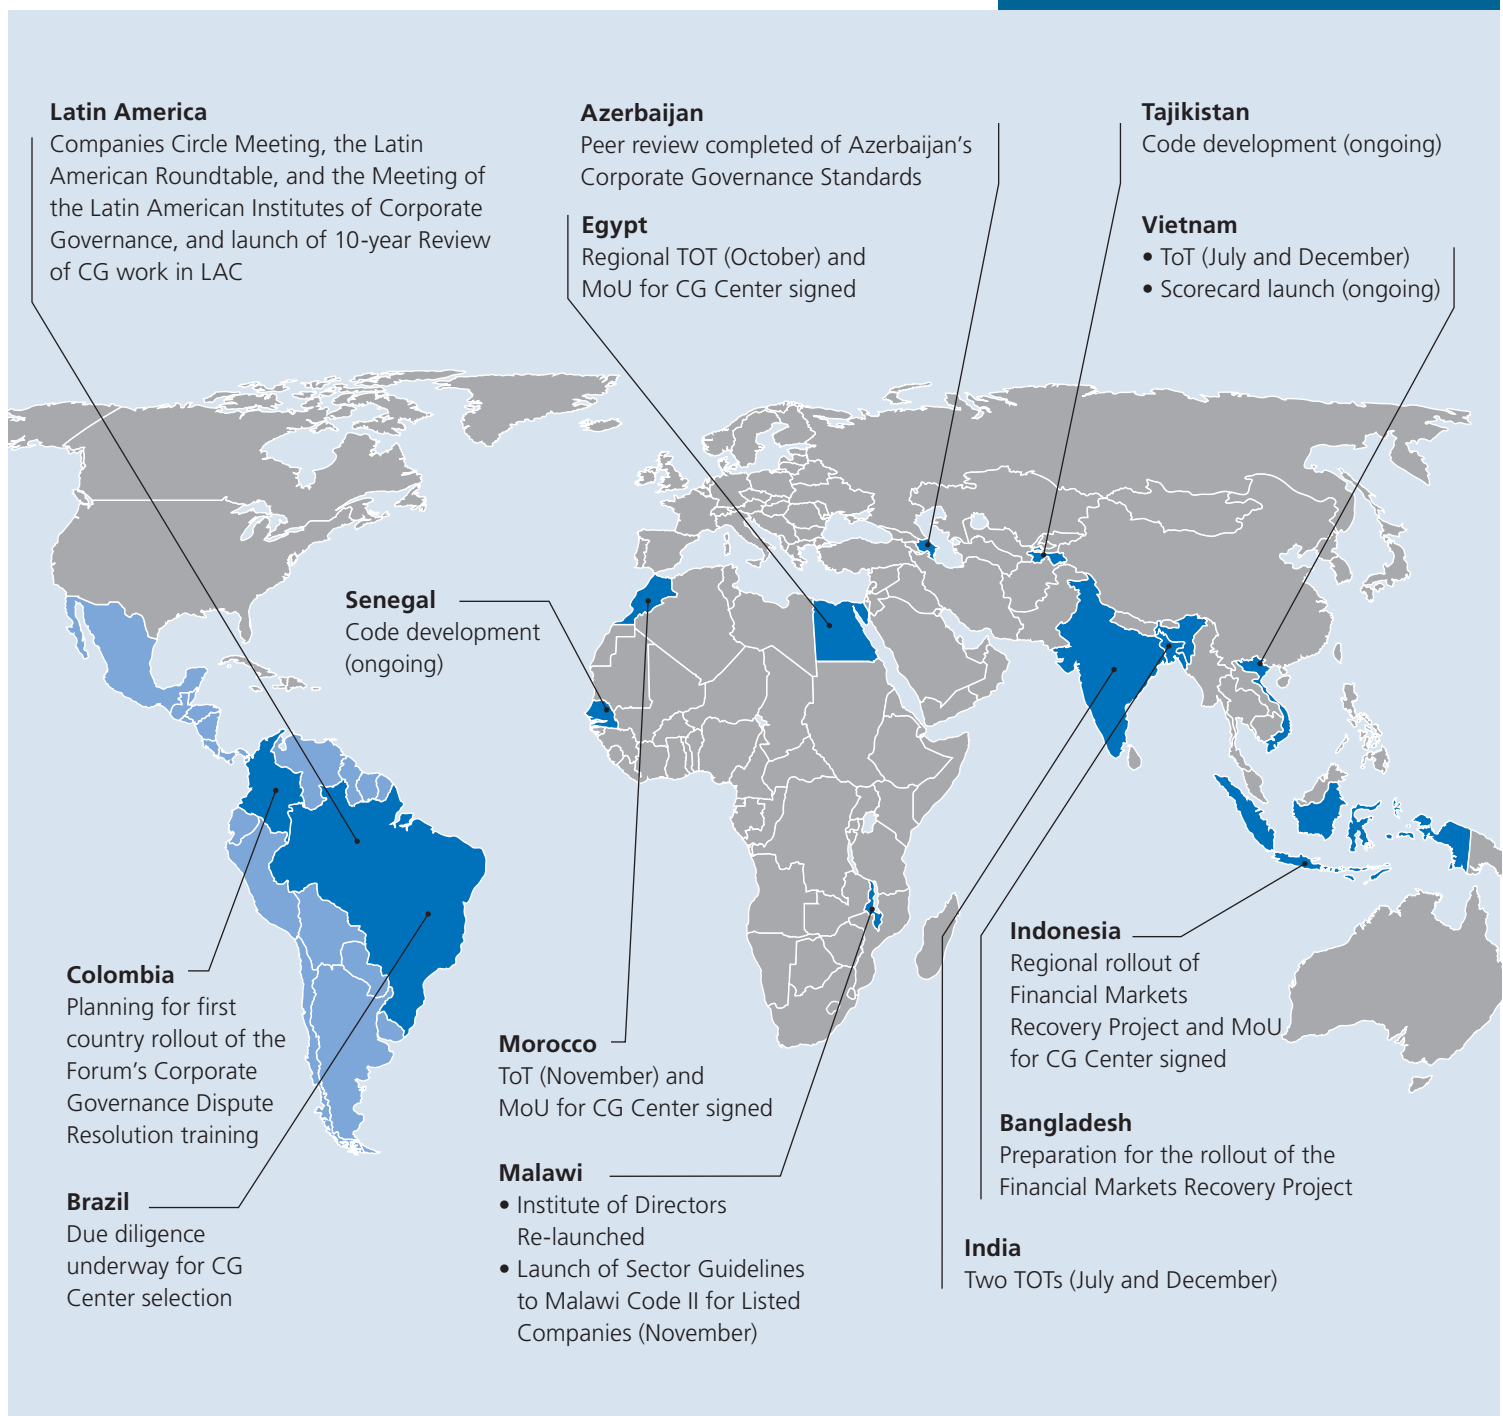 Latin America
Companies Circle Meeting, the Latin
American Roundtable, and the Meeting of
the Latin American Institutes of Corporate
Governance, and launch of 10-year Review
of CG work in LAC
Azerbaijan
Peer review completed of Azerbaijan's
Corporate Governance Standards
Egypt
Regional TOT (October) and
MoU for CG Center signed
Tajikistan
Code development (ongoing)
Vietnam
• ToT (July and December)
• Scorecard launch (ongoing)
Senegal
Code development
(ongoing)
Colombia
Planning for first
country rollout of the
Forum's Corporate
Governance Dispute
Resolution training
Brazil
Due diligence
underway for CG
Center selection
Morocco
ToT (November) and
MoU for CG Center signed
Malawi
• Institute of Directors
Re-launched
• Launch of Sector Guidelines
to Malawi Code II for Listed
Companies (November)
Indonesia
Regional rollout of
Financial Markets
Recovery Project and MoU
for CG Center signed
Bangladesh
Preparation for the rollout of the
Financial Markets Recovery Project
India
Two TOTs (July and December)